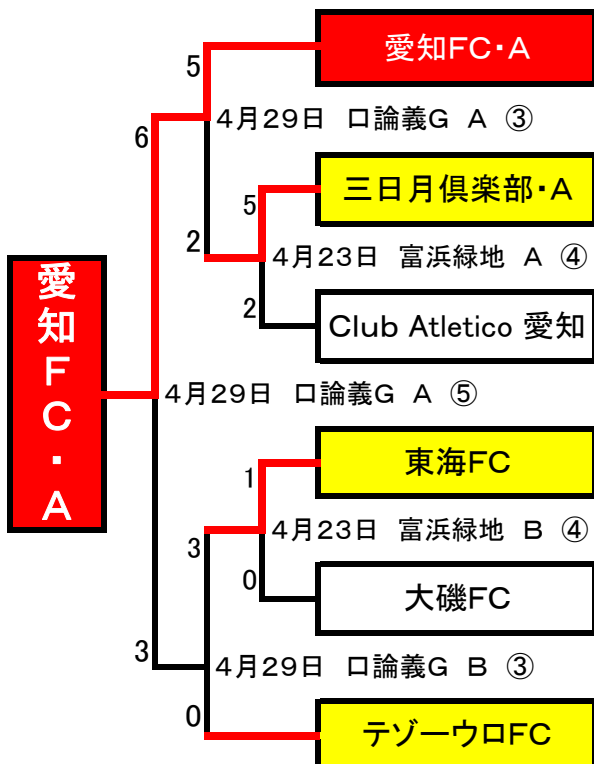 愛知FC・A
5
4月29日 口論義G A ③
6
三日月倶楽部・A
5
2
4月23日 富浜緑地 A ④
2
Club Atletico 愛知
愛知FC・A
4月29日 口論義G A ⑤
東海FC
1
4月23日 富浜緑地 B ④
3
0
大磯FC
3
4月29日 口論義G B ③
0
テゾーウロFC